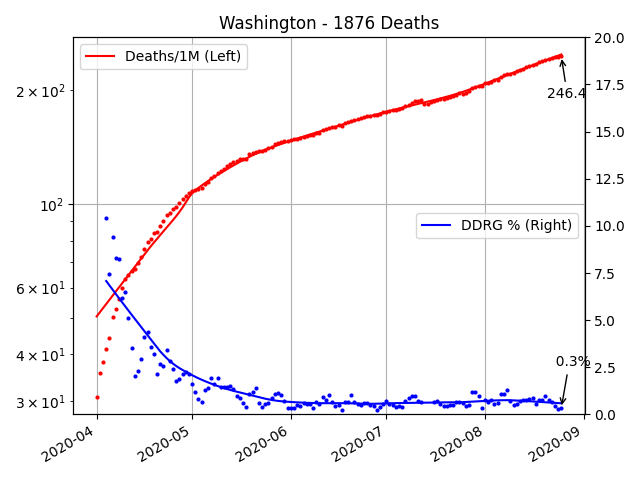 Washington - 1876 Deaths
Deaths/1M (Left)
DDRG % (Right)
246.4
0.3%
2 × 10²
10²
6 × 10¹
4 × 10¹
3 × 10¹
20.0
17.5
15.0
12.5
10.0
7.5
5.0
2.5
0.0
2020-04
2020-05
2020-06
2020-07
2020-08
2020-09